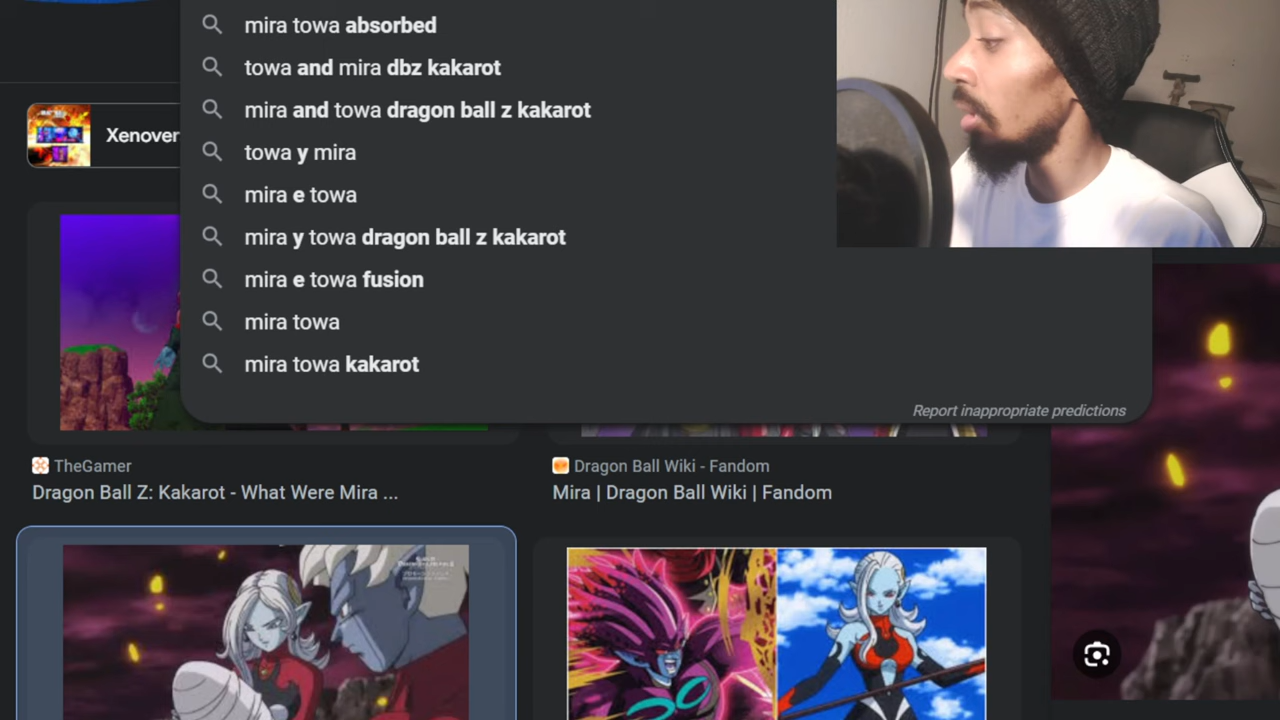 mira towa absorbed
towa and mira dbz kakarot
mira and towa dragon ball z kakarot
towa y mira
mira e towa
mira y towa dragon ball z kakarot
mira e towa fusion
mira towa
mira towa kakarot
Report inappropriate predictions
Xenover
TheGamer
Dragon Ball Z: Kakarot - What Were Mira ...
Dragon Ball Wiki - Fandom
Mira | Dragon Ball Wiki | Fandom